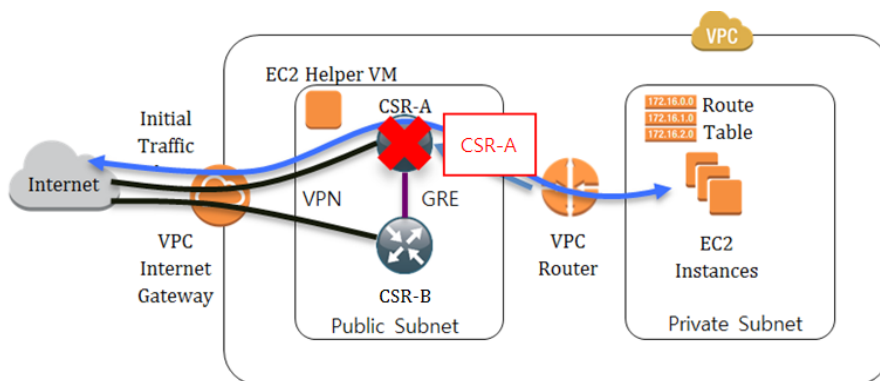 VPC
EC2 Helper VM
CSR-A
Initial
Traffic
Internet
VPC
Internet
Gateway
VPN
GRE
CSR-A
CSR-B
Public Subnet
VPC
Router
172.16.0.0
172.16.1.0
172.16.2.0
Route
Table
EC2
Instances
Private Subnet